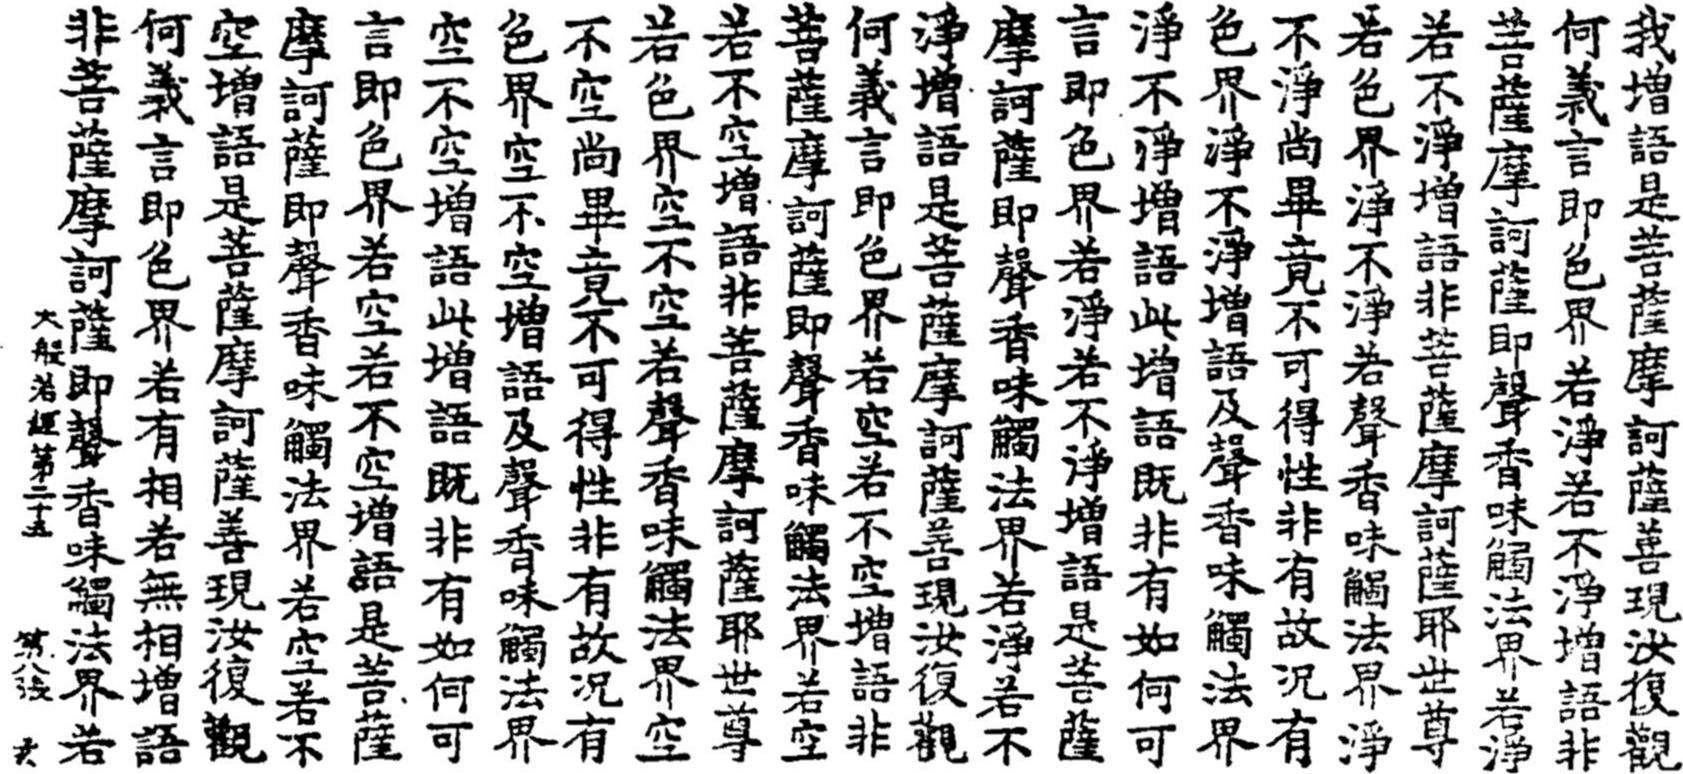 我增語是菩薩摩訶薩善現汝復觀
何義言即色界若淨若不淨增語非
菩薩摩訶薩即聲香味觸法界若淨
若不淨增語非菩薩摩訶薩耶世尊
若色界淨不淨若聲香味觸法界淨
不淨尚畢竟不可得性非有故況有
色界淨不淨增語及聲香味觸法界
淨不淨增語此增語既非有如何可
言即色界若淨若不淨增語是菩薩
摩訶薩即聲香味觸法界若淨若不
淨增語是菩薩摩訶薩善現汝復觀
何義言即色界若空若不空增語非
菩薩摩訶薩即聲香味觸法界若空
若不空增語非菩薩摩訶薩耶世尊
若色界空不空若聲香味觸法界空
不空尚畢竟不可得性非有故況有
色界空不空增語及聲香味觸法界
空不空增語此增語既非有如何可
言即色界若空若不空增語是菩薩
摩訶薩即聲香味觸法界若空若不
空增語是菩薩摩訶薩善現汝復觀
何義言即色界若有相若無相增語
非菩薩摩訶薩即聲香味觸法界若
大般若經第二十五 第八張